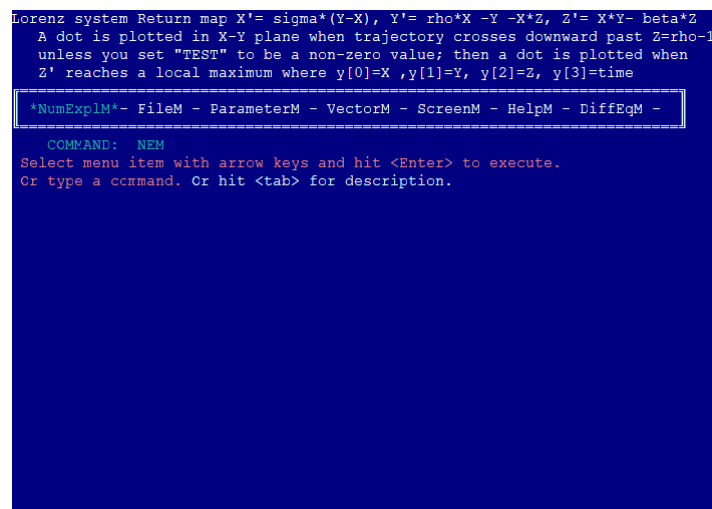 Lorenz system Return map X'= sigma*(Y-X), Y'= rho*X -Y -X*Z, Z'= X*Y- beta*Z
A dot is plotted in X-Y plane when trajectory crosses downward past Z=rho-1
unless you set "TEST" to be a non-zero value; then a dot is plotted when
Z' reaches a local maximum where y[0]=X ,y[1]=Y, y[2]=Z, y[3]=time
*NumExplM*- FileM - ParameterM - VectorM - ScreenM - HelpM - DiffEqM -
COMMAND: NEM
Select menu item with arrow keys and hit <Enter> to execute.
Or type a command. Or hit <tab> for description.